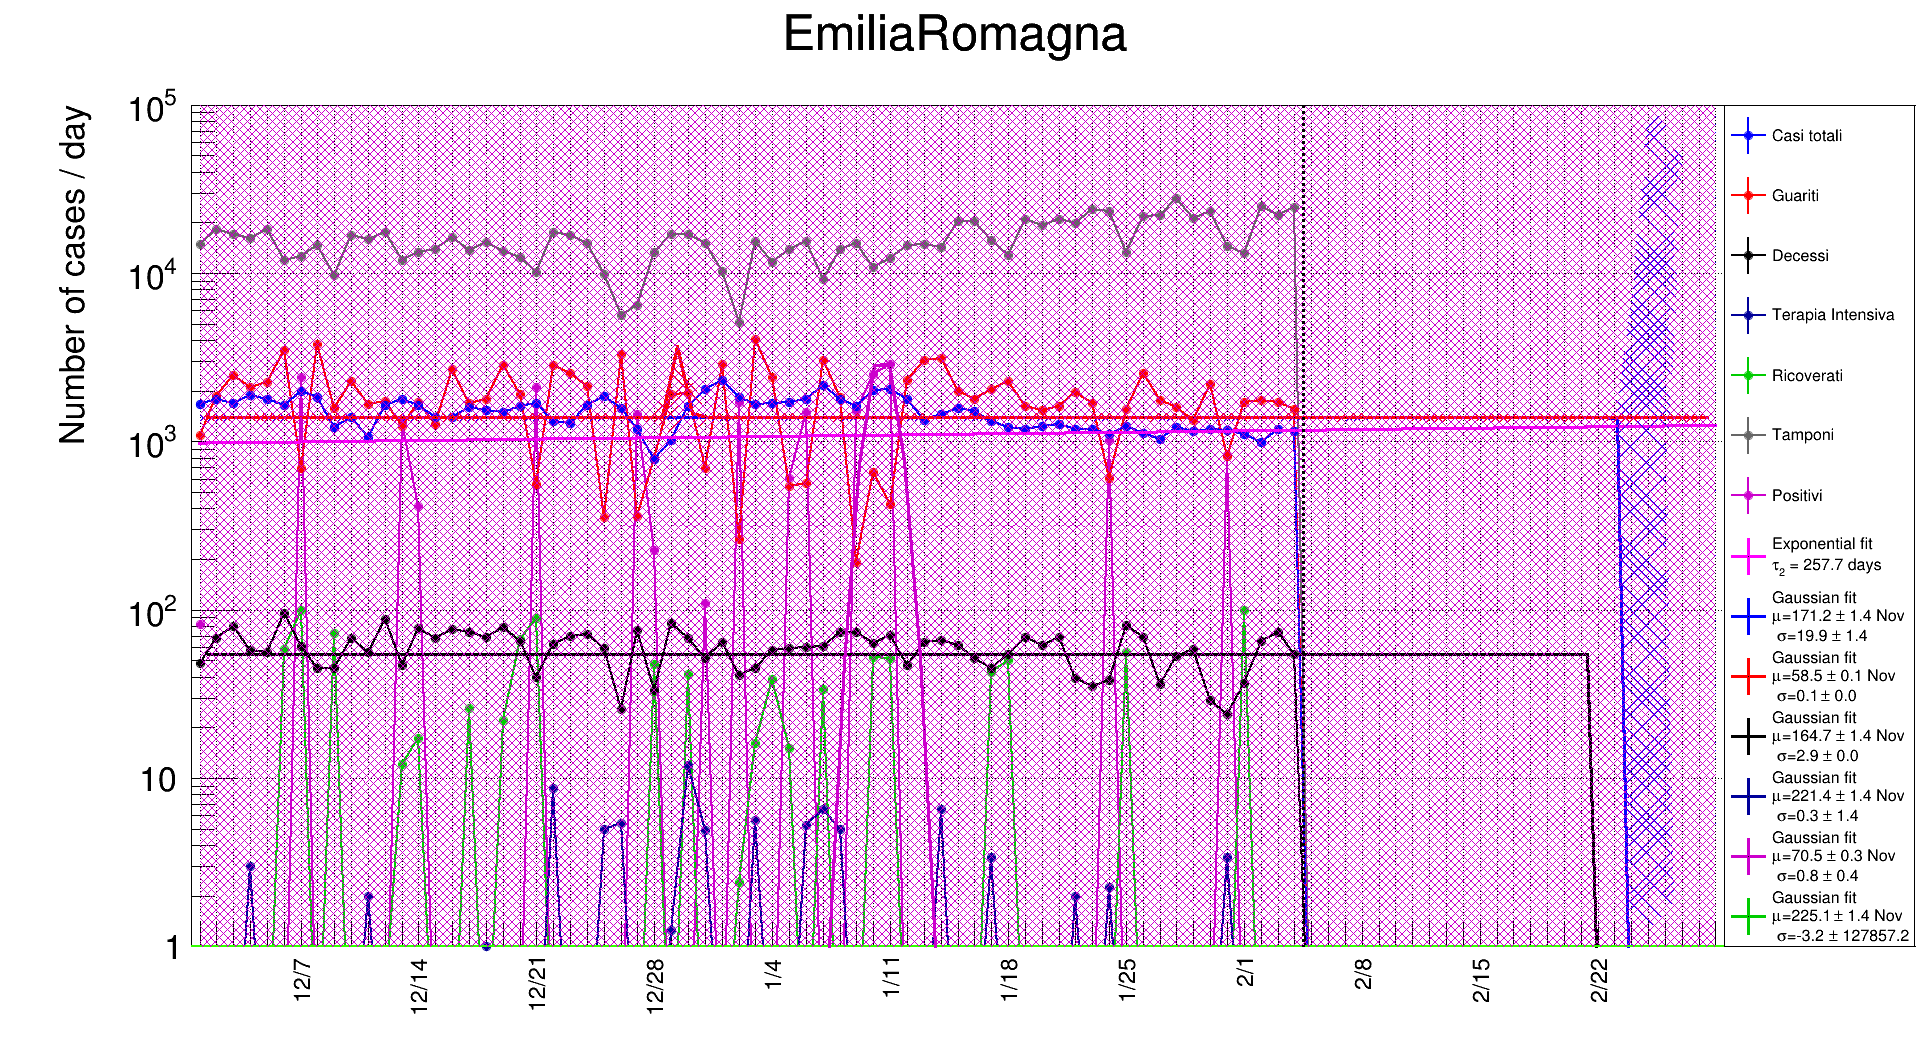 EmiliaRomagna
Number of cases / day
10^5
10^4
10^3
10^2
10
1
12/7
12/14
12/21
12/28
1/4
1/11
1/18
1/25
2/1
2/8
2/15
2/22
Casi totali
Guariti
Decessi
Terapia Intensiva
Ricoverati
Tamponi
Positivi
Exponential fit
τ₂ = 257.7 days
Gaussian fit
μ=171.2 ± 1.4 Nov
σ=19.9 ± 1.4
Gaussian fit
μ=58.5 ± 0.1 Nov
σ=0.1 ± 0.0
Gaussian fit
μ=164.7 ± 1.4 Nov
σ=2.9 ± 0.0
Gaussian fit
μ=221.4 ± 1.4 Nov
σ=0.3 ± 1.4
Gaussian fit
μ=70.5 ± 0.3 Nov
σ=0.8 ± 0.4
Gaussian fit
μ=225.1 ± 1.4 Nov
σ=-3.2 ± 127857.2